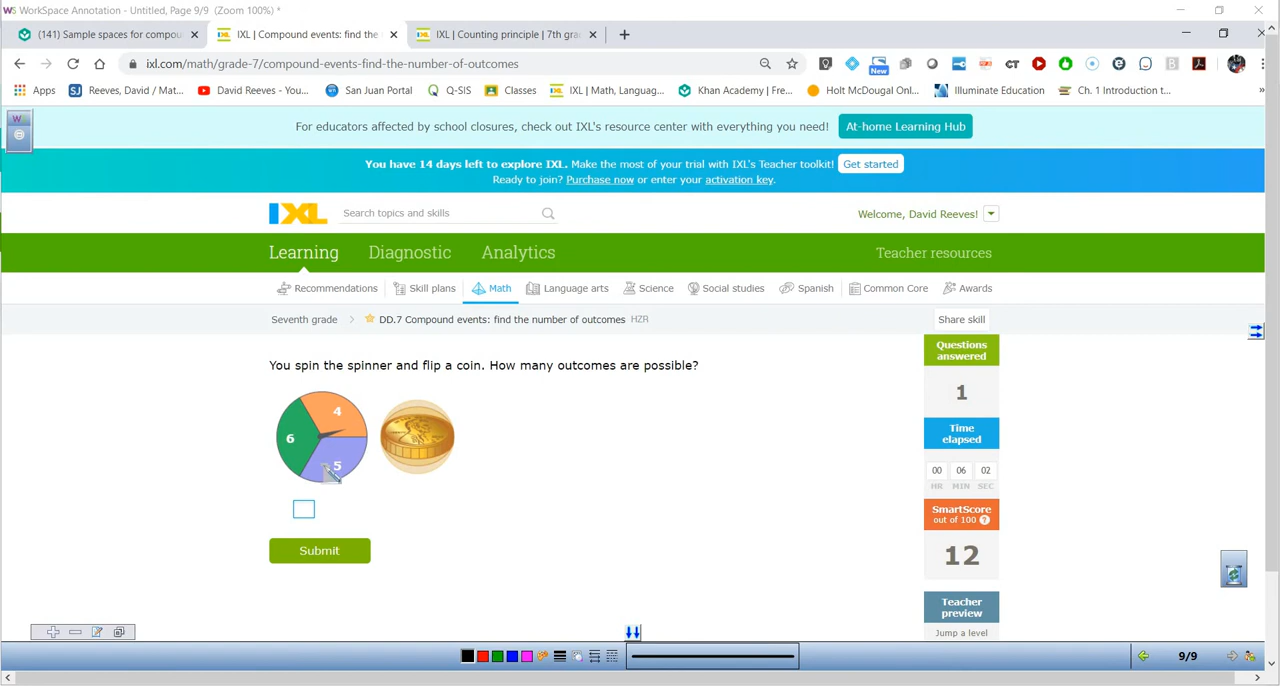 WS WorkSpace Annotation - Untitled, Page 9/9 (Zoom 100%) *
(141) Sample spaces for compou
IXL | Compound events: find the
IXL | Counting principle | 7th gra
ixl.com/math/grade-7/compound-events-find-the-number-of-outcomes
New
Apps
Reeves, David / Mat...
David Reeves - You...
San Juan Portal
Q-SIS
Classes
IXL | Math, Languag...
Khan Academy | Fre...
Holt McDougal Onl...
Illuminate Education
Ch. 1 Introduction t...
For educators affected by school closures, check out IXL's resource center with everything you need!
At-home Learning Hub
You have 14 days left to explore IXL. Make the most of your trial with IXL's Teacher toolkit! Get started
Ready to join? Purchase now or enter your activation key.
IXL
Search topics and skills
Welcome, David Reeves!
Learning
Diagnostic
Analytics
Teacher resources
Recommendations
Skill plans
Math
Language arts
Science
Social studies
Spanish
Common Core
Awards
Seventh grade > DD.7 Compound events: find the number of outcomes HZR
Share skill
Questions
answered
1
Time
elapsed
00 06 02
HR MIN SEC
SmartScore
out of 100 ?
12
Teacher
preview
Jump a level
You spin the spinner and flip a coin. How many outcomes are possible?
4
6
5
Submit
9/9